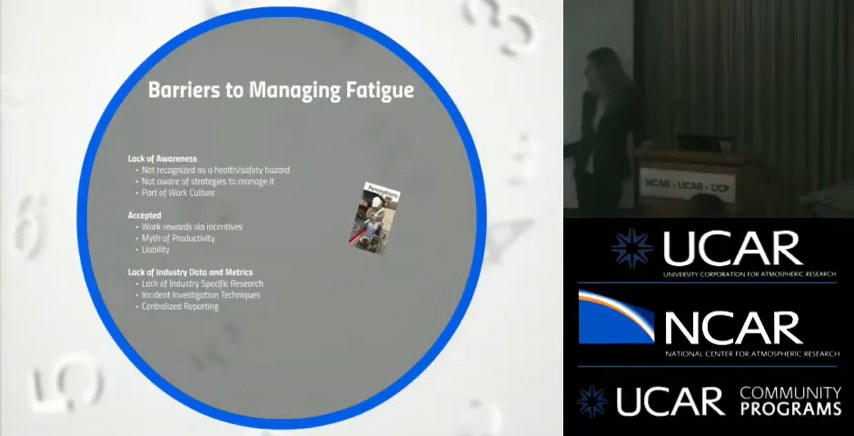 Barriers to Managing Fatigue
Lack of Awareness
• Not recognized as a health/safety hazard
• Not aware of strategies to manage it
• Part of Work Culture
Accepted
• Work rewards via incentives
• Myth of Productivity
• Liability
Lack of Industry Data and Metrics
• Lack of Industry Specific Research
• Incident Investigation Techniques
• Centralized Reporting
Perceptions
NCAR • UCAR • UCP
UCAR
UNIVERSITY CORPORATION FOR ATMOSPHERIC RESEARCH
NCAR
NATIONAL CENTER FOR ATMOSPHERIC RESEARCH
UCAR COMMUNITY
PROGRAMS